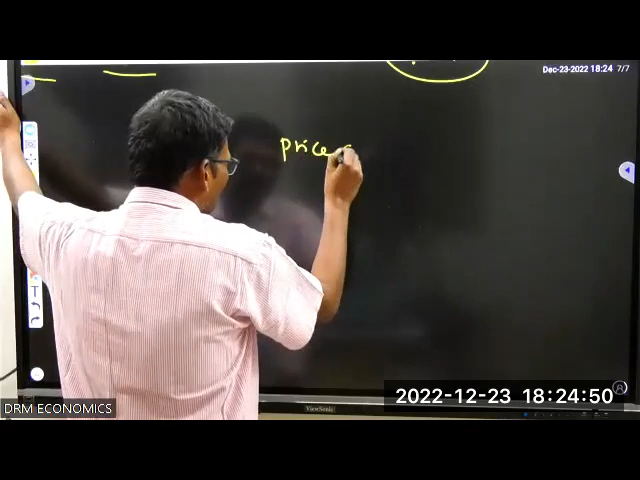 Dec-23-2022 18:24 7/7
price
T
2022-12-23 18:24:50
DRM ECONOMICS
ViewSonic